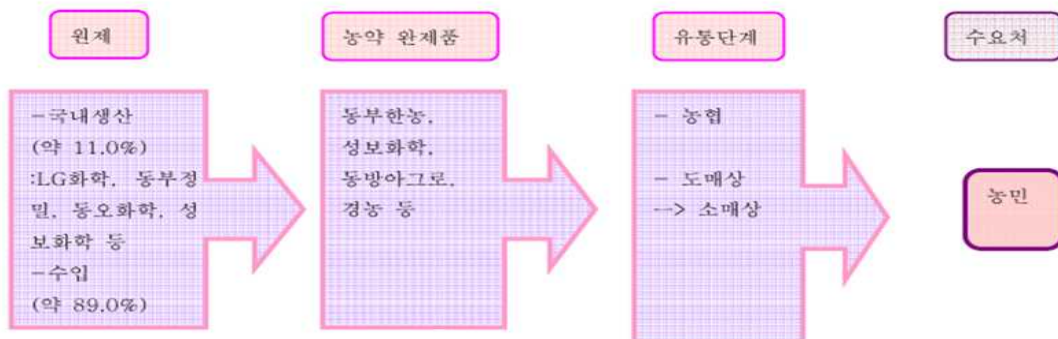 원제
농약 완제품
유통단계
수요처
-국내생산
(약 11.0%)
:LG화학, 동부정
밀, 동오화학, 성
보화학 등
-수입
(약 89.0%)
동부한농,
성보화학,
동방아그로,
경농 등
- 농협
- 도매상
--> 소매상
농민